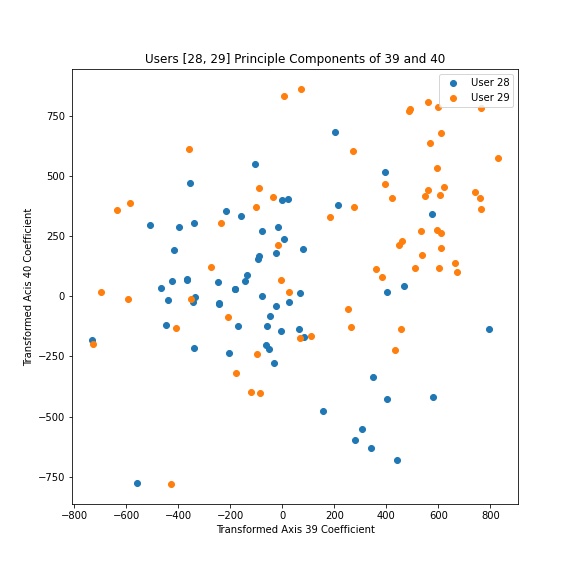 Users [28, 29] Principle Components of 39 and 40
User 28
User 29
Transformed Acis 40 Coefficient
750
500
250
0
−250
−500
−750
−800 −600 −400 −200 0 200 400 600 800
Transformed Axis 39 Coefficient